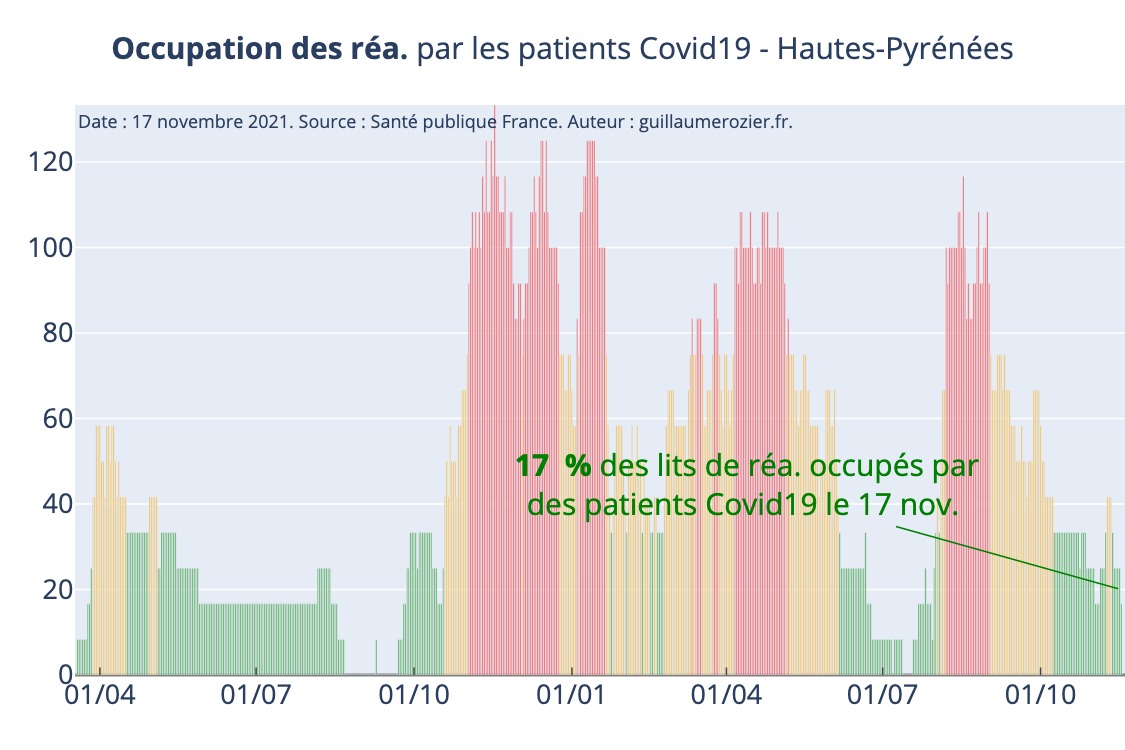 Occupation des réa. par les patients Covid19 - Hautes-Pyrénées
Date : 17 novembre 2021. Source : Santé publique France. Auteur : guillaumerozier.fr.
120
100
80
60
40
20
0
17 % des lits de réa. occupés par
des patients Covid19 le 17 nov.
01/04 01/07 01/10 01/01 01/04 01/07 01/10